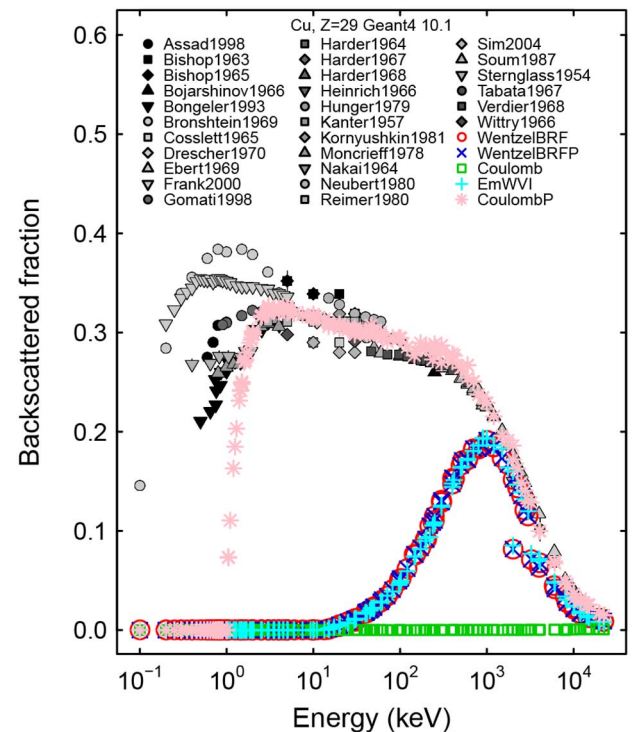 Cu, Z=29 Geant4 10.1
Assad1998
Bishop1963
Bishop1965
Bojarshinov1966
Bongeler1993
Bronshtein1969
Cosslett1965
Drescher1970
Ebert1969
Frank2000
Gomati1998
Harder1964
Harder1967
Harder1968
Heinrich1966
Hunger1979
Kanter1957
Kornyushkin1981
Moncrieff1978
Nakai1964
Neubert1980
Reimer1980
Sim2004
Soum1987
Sternglass1954
Tabata1967
Verdier1968
Wittry1966
WentzelBRF
WentzelBRFP
Coulomb
EmWVI
CoulombP
Backscattered fraction
0.6
0.5
0.4
0.3
0.2
0.1
0.0
10⁻¹ 10⁰ 10¹ 10² 10³ 10⁴
Energy (keV)